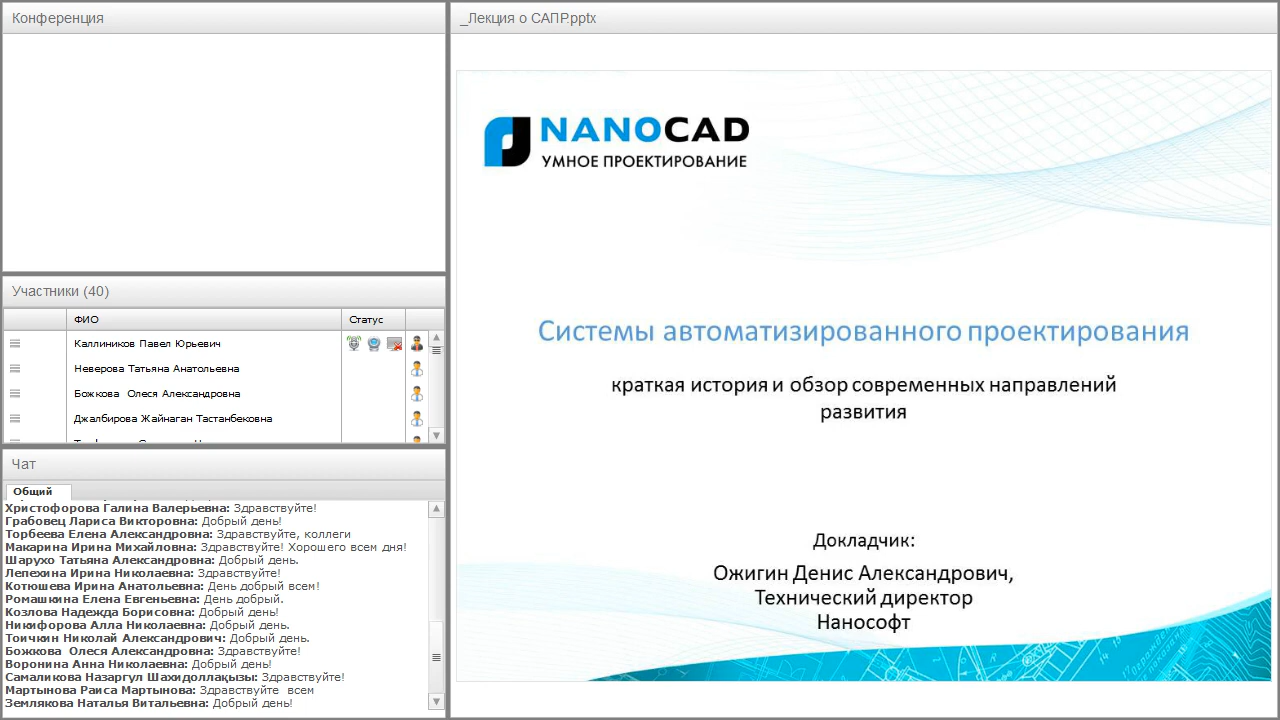 Конференция
Участники (40)
ФИО
Статус
Каллиников Павел Юрьевич
Неверова Татьяна Анатольевна
Божкова Олеся Александровна
Джалбирова Жайнаган Тастанбековна
Чат
Общий
Христофорова Галина Валерьевна: Здравствуйте!
Грабовец Лариса Викторовна: Добрый день!
Торбеева Елена Александровна: Здравствуйте, коллеги
Макарина Ирина Михайловна: Здравствуйте! Хорошего всем дня!
Шарухо Татьяна Александровна: Добрый день.
Лепехина Ирина Николаевна: Здравствуйте!
Котюшева Ирина Анатольевна: День добрый всем!
Ромашкина Елена Евгеньевна: День добрый.
Козлова Надежда Борисовна: Добрый день!
Никифорова Алла Николаевна: Добрый день.
Тоичкин Николай Александрович: Добрый день.
Божкова Олеся Александровна: Здравствуйте!
Воронина Анна Николаевна: Добрый день!
Самаликова Назаргул Шахидоллақызы: Здравствуйте!
Мартынова Раиса Мартынова: Здравствуйте всем
Землякова Наталья Витальевна: Добрый день!
_Лекция о САПР.pptx
NANOCAD
УМНОЕ ПРОЕКТИРОВАНИЕ
Системы автоматизированного проектирования
краткая история и обзор современных направлений
развития
Докладчик:
Ожигин Денис Александрович,
Технический директор
Нанософт